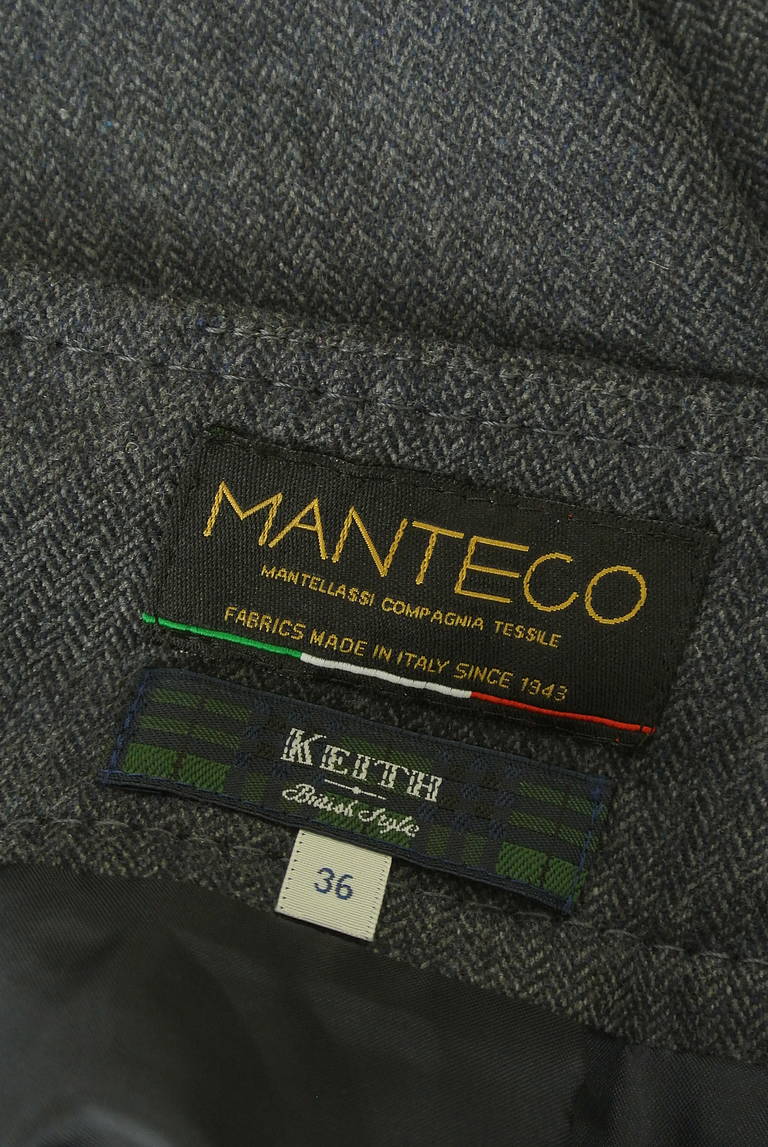 MANTECO
MANTELLASSI COMPAGNIA TESSILE
FABRICS MADE IN ITALY SINCE 1943
KEITH
British Style
36